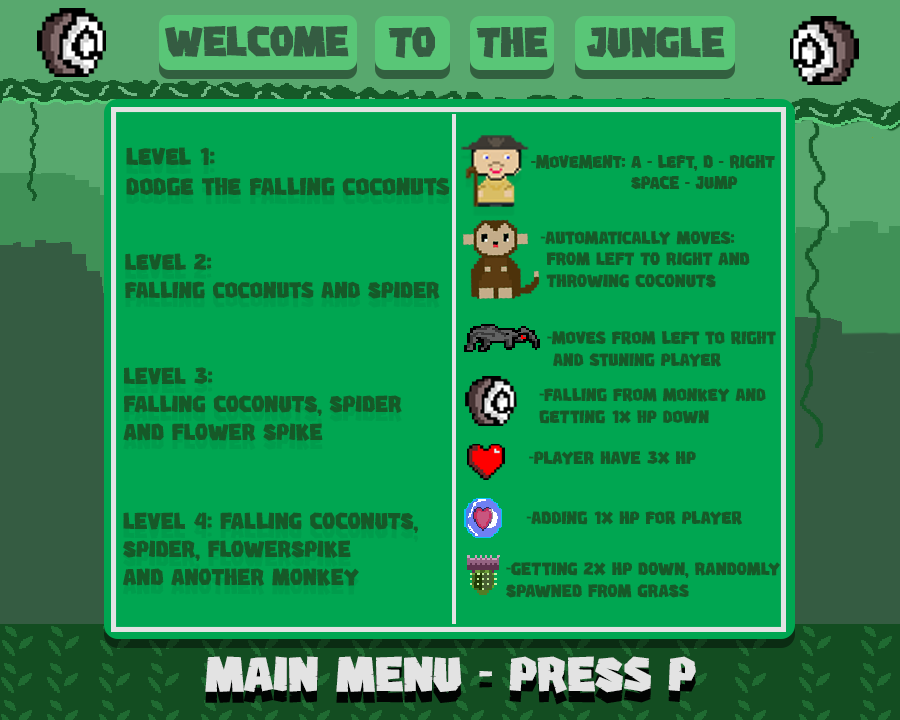 WELCOME TO THE JUNGLE
LEVEL 1:
DODGE THE FALLING COCONUTS
LEVEL 2:
FALLING COCONUTS AND SPIDER
LEVEL 3:
FALLING COCONUTS, SPIDER
AND FLOWER SPIKE
LEVEL 4: FALLING COCONUTS,
SPIDER, FLOWERSPIKE
AND ANOTHER MONKEY
-MOVEMENT: A - LEFT, D - RIGHT
SPACE - JUMP
-AUTOMATICALLY MOVES:
FROM LEFT TO RIGHT AND
THROWING COCONUTS
-MOVES FROM LEFT TO RIGHT
AND STUNING PLAYER
-FALLING FROM MONKEY AND
GETTING 1X HP DOWN
-PLAYER HAVE 3X HP
-ADDING 1X HP FOR PLAYER
-GETTING 2X HP DOWN, RANDOMLY
SPAWNED FROM GRASS
MAIN MENU - PRESS P